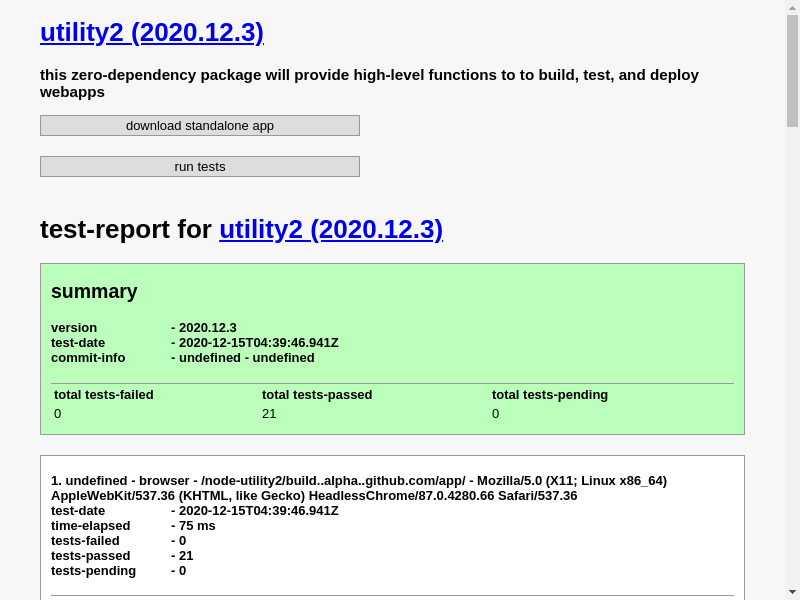 utility2 (2020.12.3)
this zero-dependency package will provide high-level functions to to build, test, and deploy
webapps
download standalone app
run tests
test-report for utility2 (2020.12.3)
summary
version - 2020.12.3
test-date - 2020-12-15T04:39:46.941Z
commit-info - undefined - undefined
total tests-failed total tests-passed total tests-pending
0 21 0
1. undefined - browser - /node-utility2/build..alpha..github.com/app/ - Mozilla/5.0 (X11; Linux x86_64)
AppleWebKit/537.36 (KHTML, like Gecko) HeadlessChrome/87.0.4280.66 Safari/537.36
test-date - 2020-12-15T04:39:46.941Z
time-elapsed - 75 ms
tests-failed - 0
tests-passed - 21
tests-pending - 0